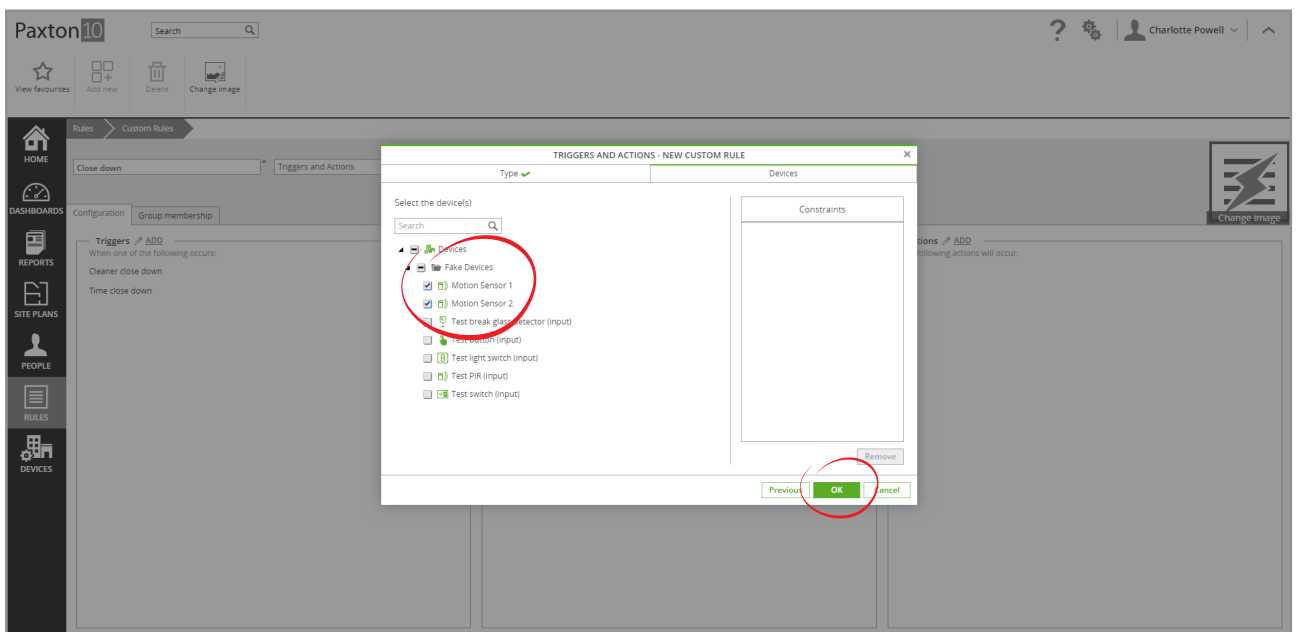 Paxton10
Search
? Charlotte Powell
View favourites
Add new
Delete
Change image
Rules
Custom Rules
HOME
DASHBOARDS
REPORTS
SITE PLANS
PEOPLE
RULES
DEVICES
Close down
*
Triggers and Actions
Change image
Configuration
Group membership
Triggers ADD
When one of the following occurs:
Cleaner close down
Time close down
tions ADD
following actions will occur:
TRIGGERS AND ACTIONS - NEW CUSTOM RULE
Type
Devices
Select the device(s)
Search
Devices
Fake Devices
Motion Sensor 1
Motion Sensor 2
Test break glass detector (input)
Test button (input)
Test light switch (input)
Test PIR (input)
Test switch (input)
Constraints
Remove
Previous
OK
Cancel